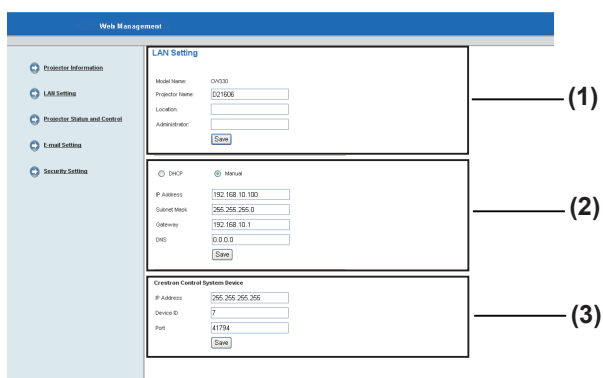 Web Management
Projector Information
LAN Setting
Projector Status and Control
E-mail Setting
Security Setting
LAN Setting
Model Name: OW330
Projector Name: D21606
Location:
Administrator:
Save
(1)
DHCP Manual
IP Address 192.168.10.100
Subnet Mask 255.255.255.0
Gateway 192.168.10.1
DNS 0.0.0.0
Save
(2)
Crestron Control System Device
IP Address 255.255.255.255
Device ID 7
Port 41794
Save
(3)